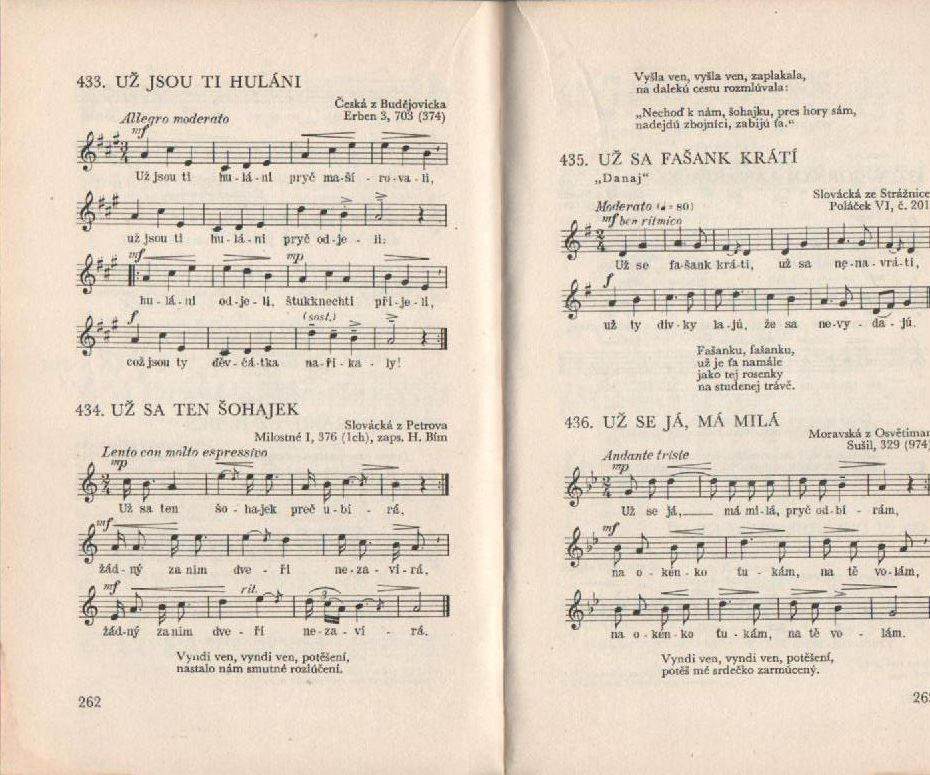 433. UŽ JSOU TI HULÁNI
Česká z Budějovicka
Erben 3, 703 (374)
Allegro moderato
mf
Už jsou ti hu - lá - ni pryč ma - ší - ro - va - li,
už jsou ti hu - lá - ni pryč od - je - li:
mf mp
hu - lá - ni od - je - li, štukknechti při - je - li,
f (sost.)
což jsou ty děv - čá - tka na - ří - ka - ly!
434. UŽ SA TEN ŠOHAJEK
Slovácká z Petrova
Milostné I, 376 (1ch), zaps. H. Bím
Lento con molto espressivo
mp
Už sa ten šo - hajek preč u - bí - rá,
mf
žád - ný za nim dve - ří ne - za - ví - rá,
mf rit. 3
žád - ný za nim dve - ří ne - za - ví - rá.
Vyndi ven, vyndi ven, potěšení,
nastalo nám smutné rozlúčení.
262
Vyšla ven, vyšla ven, zaplakala,
na dalekú cestu rozmlúvala:
„Nechoď k nám, šohajku, pres hory sám,
nadejdú zbojníci, zabijú ťa.“
435. UŽ SA FAŠANK KRÁTÍ
„Danaj“
Slovácká ze Strážnice
Poláček VI, č. 201
Moderato (♩ = 80)
mf ben ritmico
Už se fa - šank krá - tí, už sa ne - na - vrá - tí,
f
už ty dív - ky la - jú, že sa ne - vy - da - jú.
Fašanku, fašanku,
už je ťa namále
jako tej rosenky
na studenej trávě.
436. UŽ SE JÁ, MÁ MILÁ
Moravská z Osvětiman
Sušil, 329 (974)
Andante triste
mp
Už se já, má mi - lá, pryč od - bí - rám,
mf
na o - kén - ko ťu - kám, na tě vo - lám,
na o - kén - ko ťu - kám, na tě vo - lám.
Vyndi ven, vyndi ven, potěšení,
potěš mé srdečko zarmúcený.